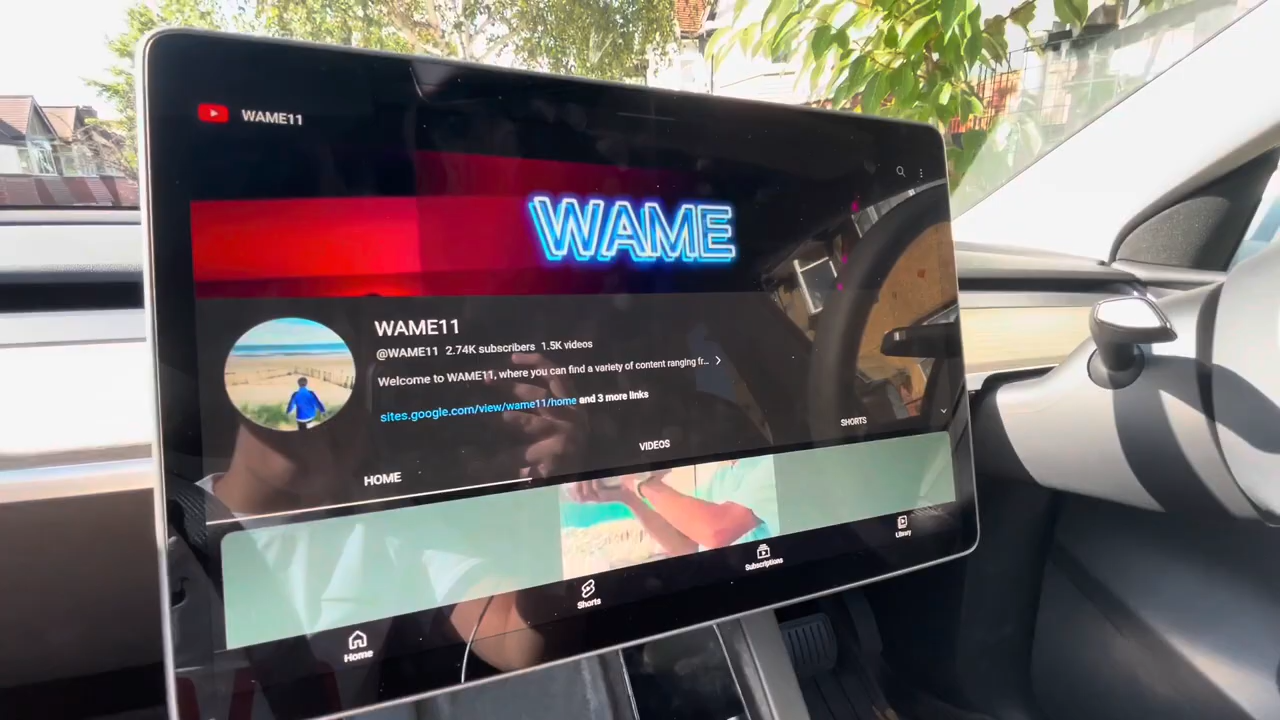 WAME11
WAME
WAME11
@WAME11 2.74K subscribers 1.5K videos
Welcome to WAME11, where you can find a variety of content ranging fr...
sites.google.com/view/wame11/home and 3 more links
HOME
VIDEOS
SHORTS
Home
Shorts
Subscriptions
Library